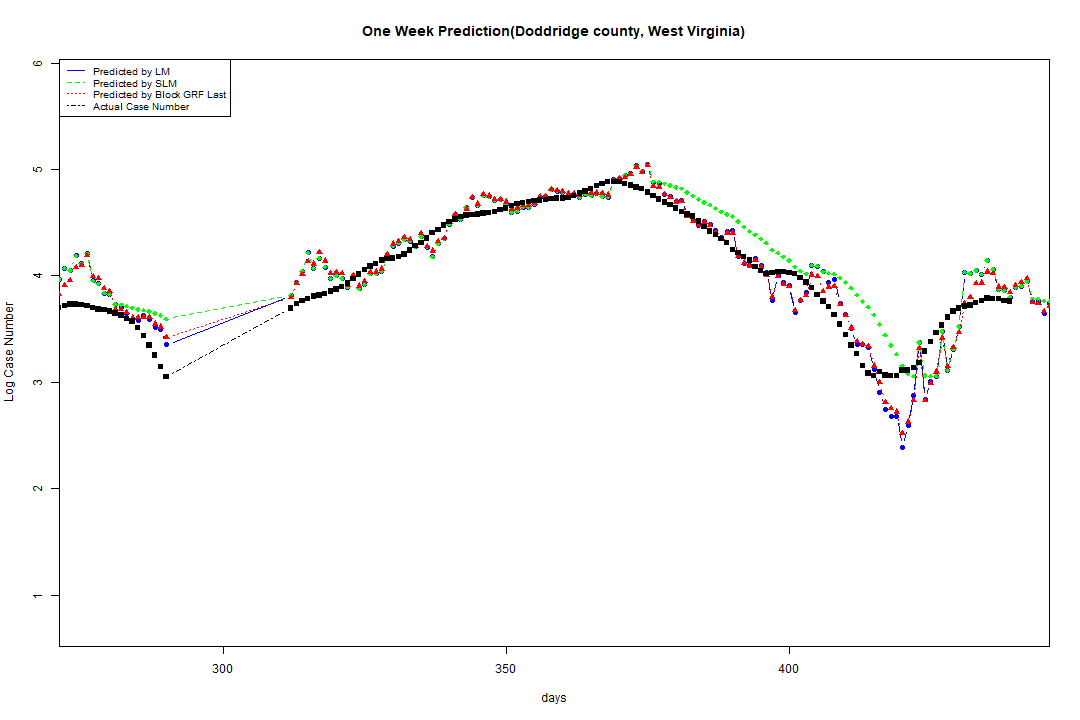 One Week Prediction(Doddridge county, West Virginia)
Predicted by LM
Predicted by SLM
Predicted by Block GRF Last
Actual Case Number
6
5
4
3
2
1
Log Case Number
300
350
400
days